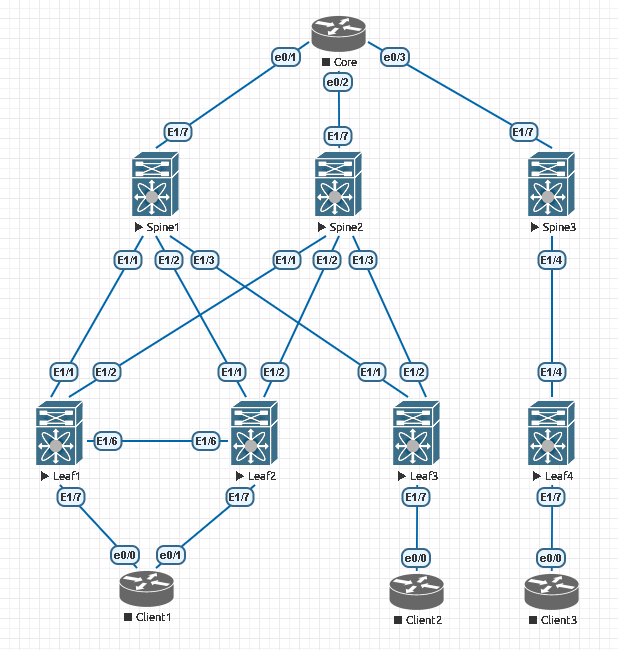 Core
e0/1
e0/3
e0/2
E1/7
E1/7
E1/7
Spine1
Spine2
Spine3
E1/1
E1/2
E1/3
E1/1
E1/2
E1/3
E1/4
E1/1
E1/2
E1/1
E1/2
E1/1
E1/2
E1/4
E1/6
E1/6
Leaf1
Leaf2
Leaf3
Leaf4
E1/7
E1/7
E1/7
E1/7
e0/0
e0/1
e0/0
e0/0
Client1
Client2
Client3